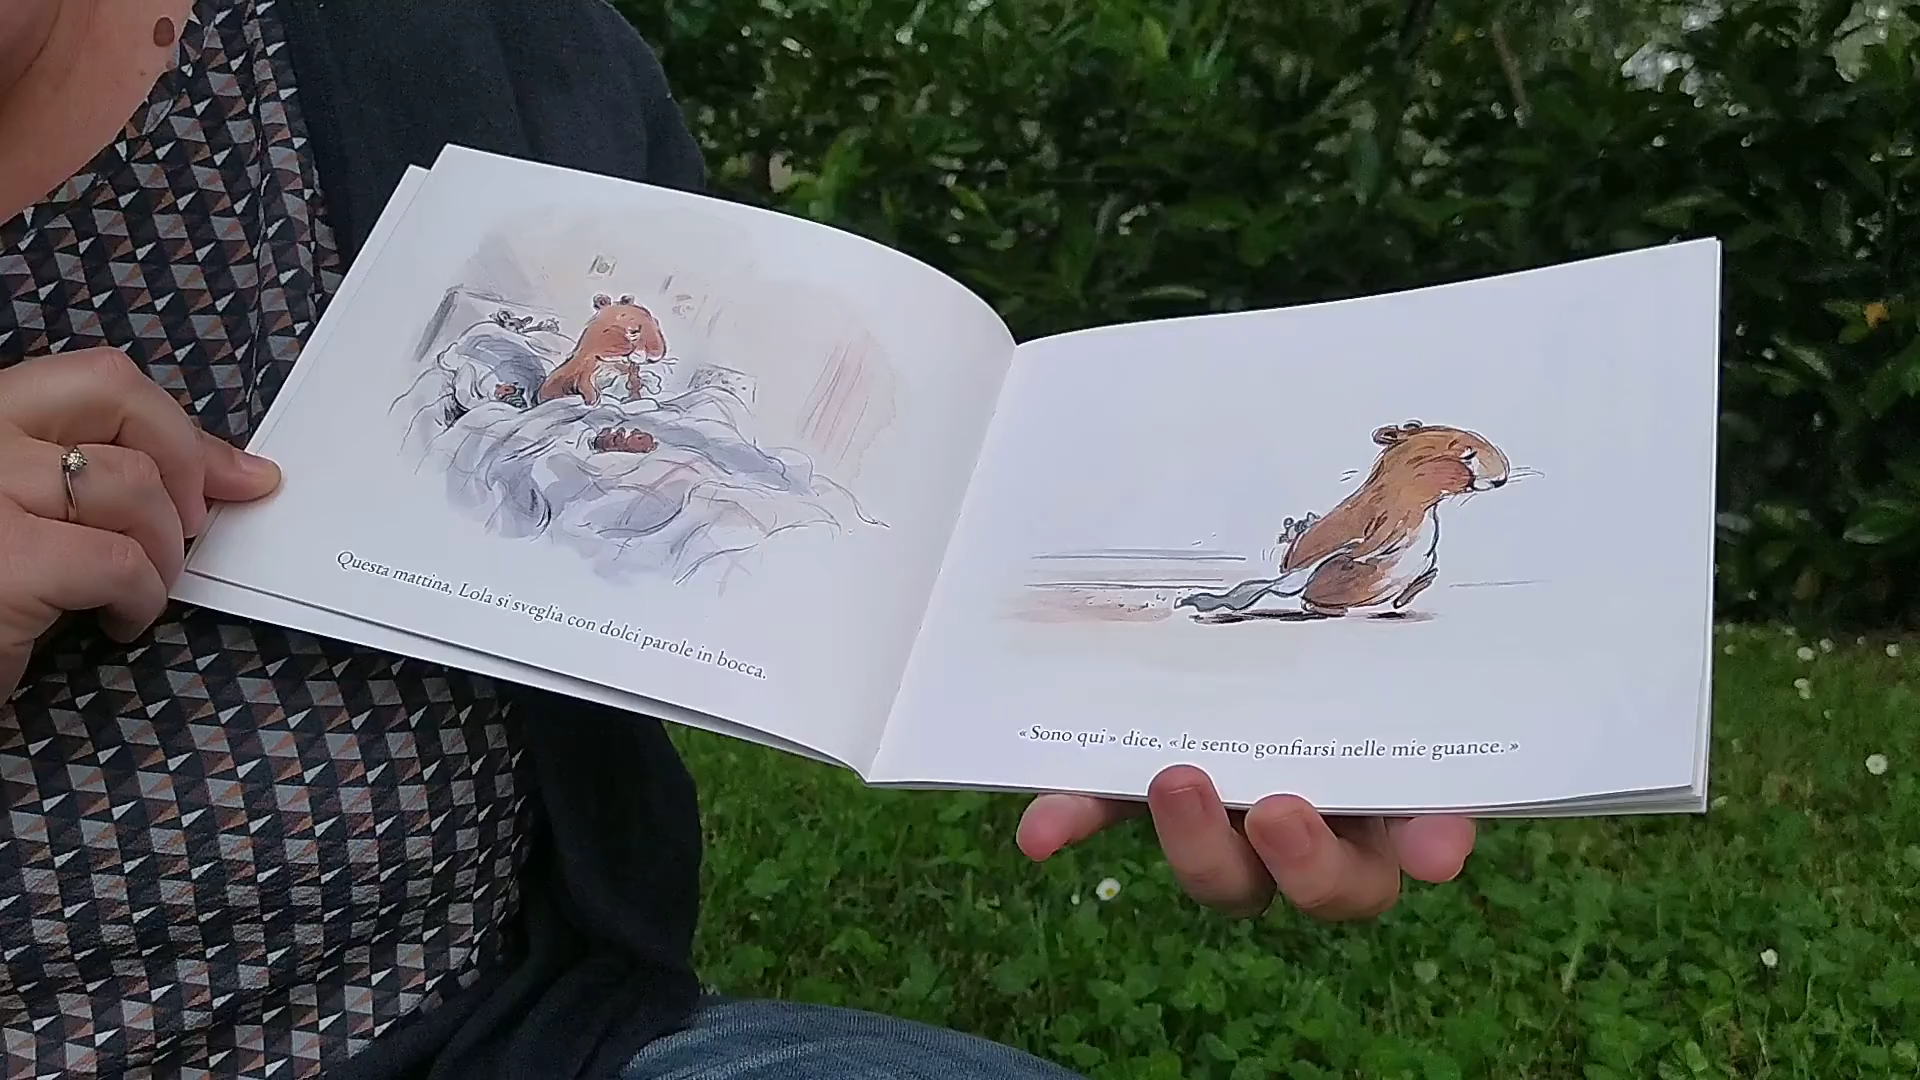 Questa mattina, Lola si sveglia con dolci parole in bocca.
« Sono qui » dice, « le sento gonfiarsi nelle mie guance. »